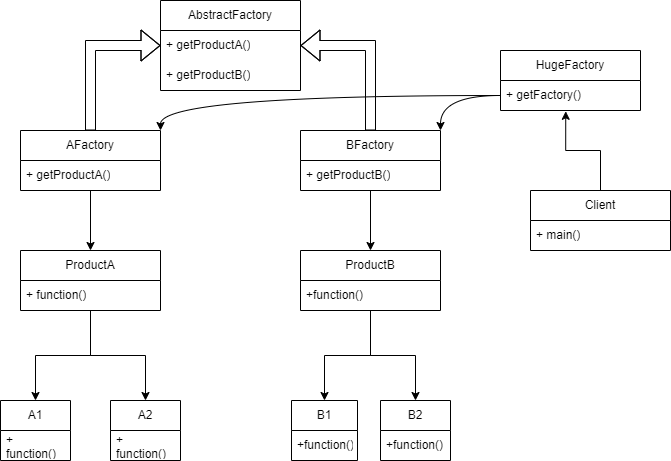 AbstractFactory
+ getProductA()
+ getProductB()
HugeFactory
+ getFactory()
AFactory
+ getProductA()
BFactory
+ getProductB()
Client
+ main()
ProductA
+ function()
ProductB
+function()
A1
+
function()
A2
+
function()
B1
+function()
B2
+function()